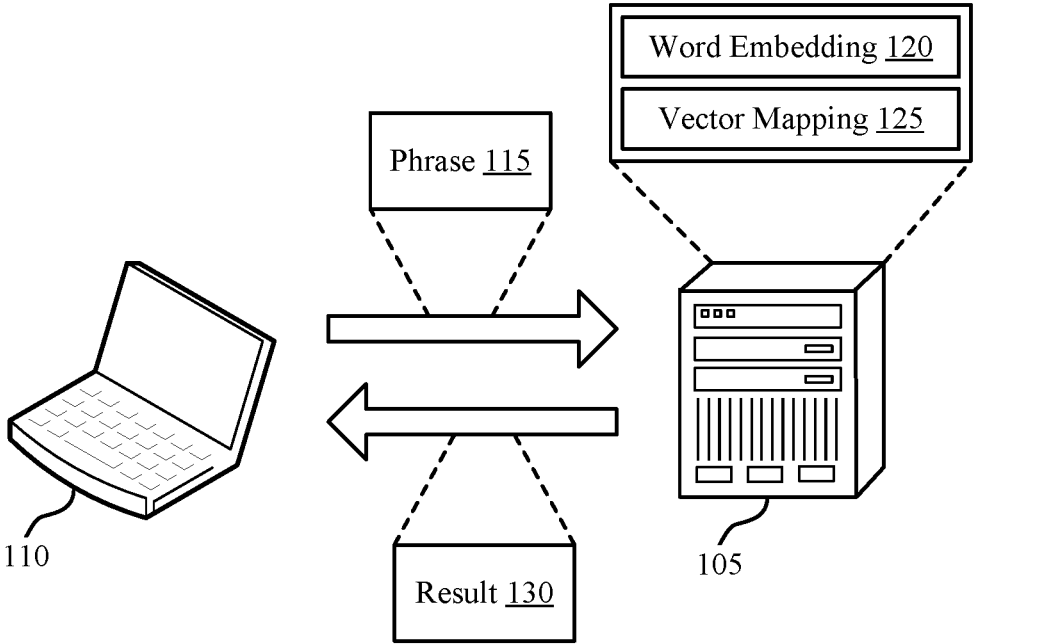 Word Embedding 120
Vector Mapping 125
Phrase 115
110
105
Result 130